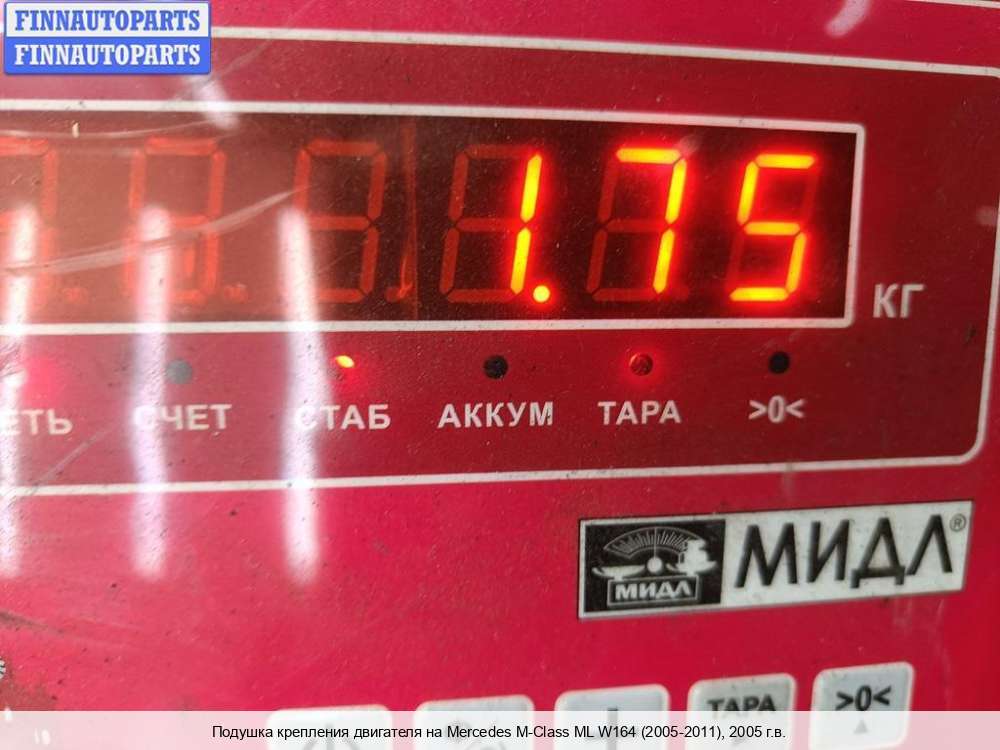 FINNAUTOPARTS
FINNAUTOPARTS
1.75
КГ
СЧЕТ СТАБ АККУМ ТАРА >0<
МИДЛ
МИДЛ®
ТАРА >0<
Подушка крепления двигателя на Mercedes M-Class ML W164 (2005-2011), 2005 г.в.